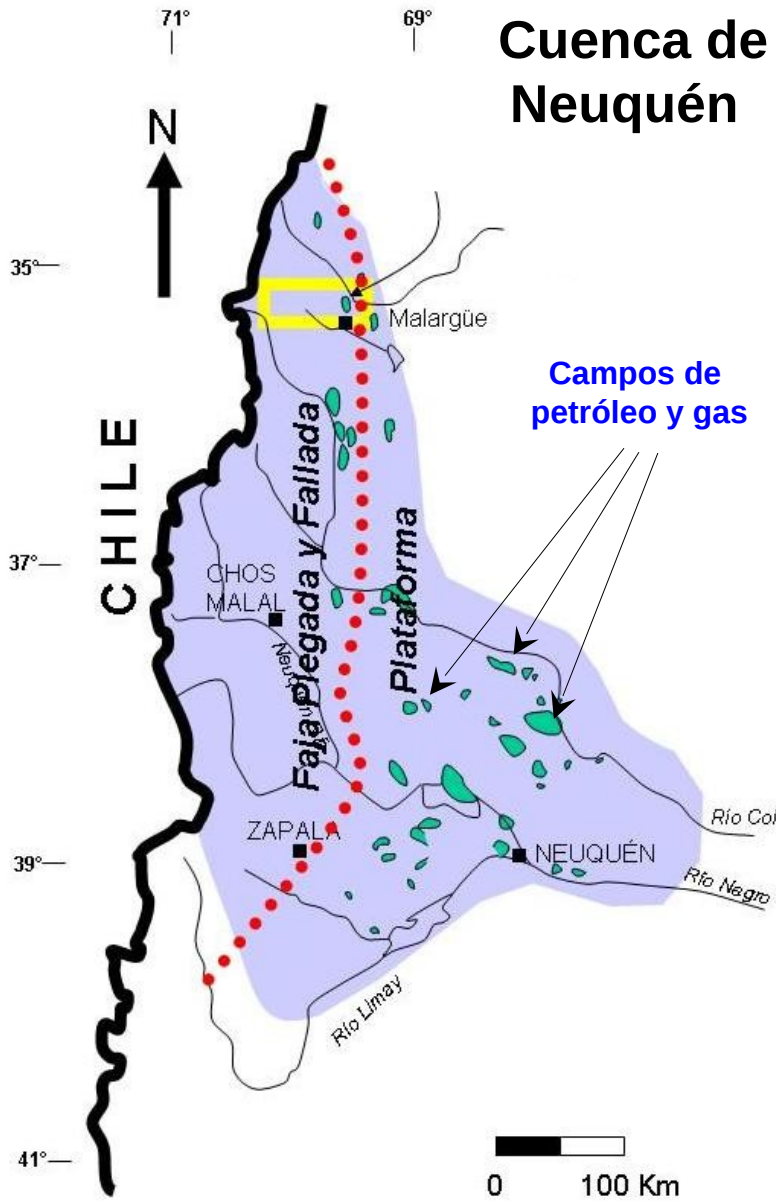 71°
69°
Cuenca de
Neuquén
N
35°
Malargüe
Campos de
petróleo y gas
CHILE
Faja Plegada y Fallada
Plataforma
37°
CHOS
MALAL
Neuquén
ZAPALA
39°
NEUQUÉN
Río Col
Río Negro
Río Limay
41°
0 100 Km